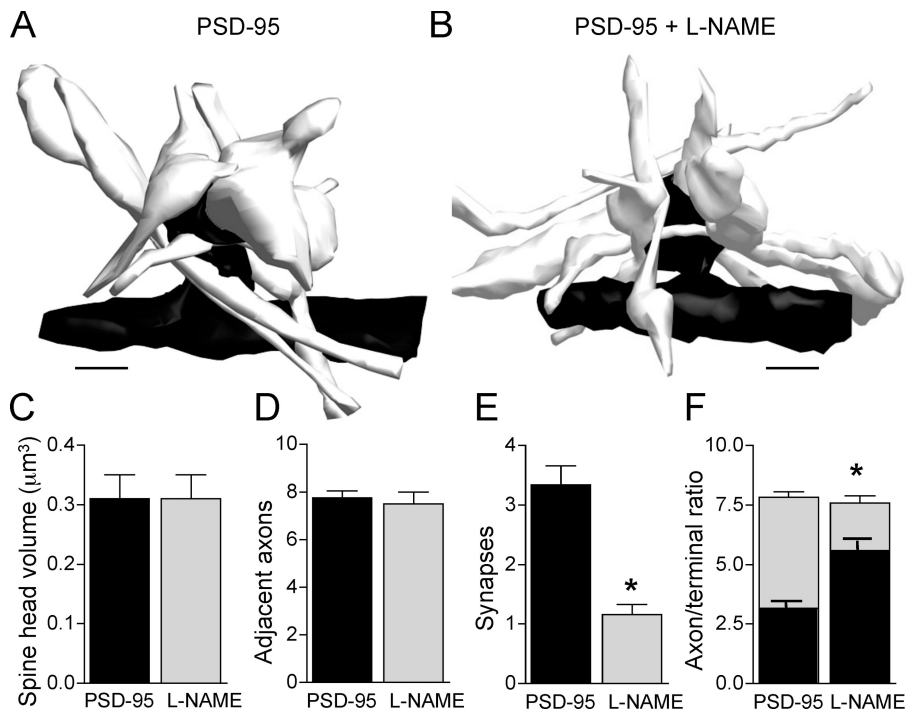 A
PSD-95
B
PSD-95 + L-NAME
C
Spine head volume (μm³)
0.4
0.3
0.2
0.1
0.0
PSD-95
L-NAME
D
Adjacent axons
10
8
6
4
2
0
PSD-95
L-NAME
E
Synapses
4
3
2
1
0
*
PSD-95
L-NAME
F
Axon/terminal ratio
10.0
7.5
5.0
2.5
0.0
*
PSD-95
L-NAME